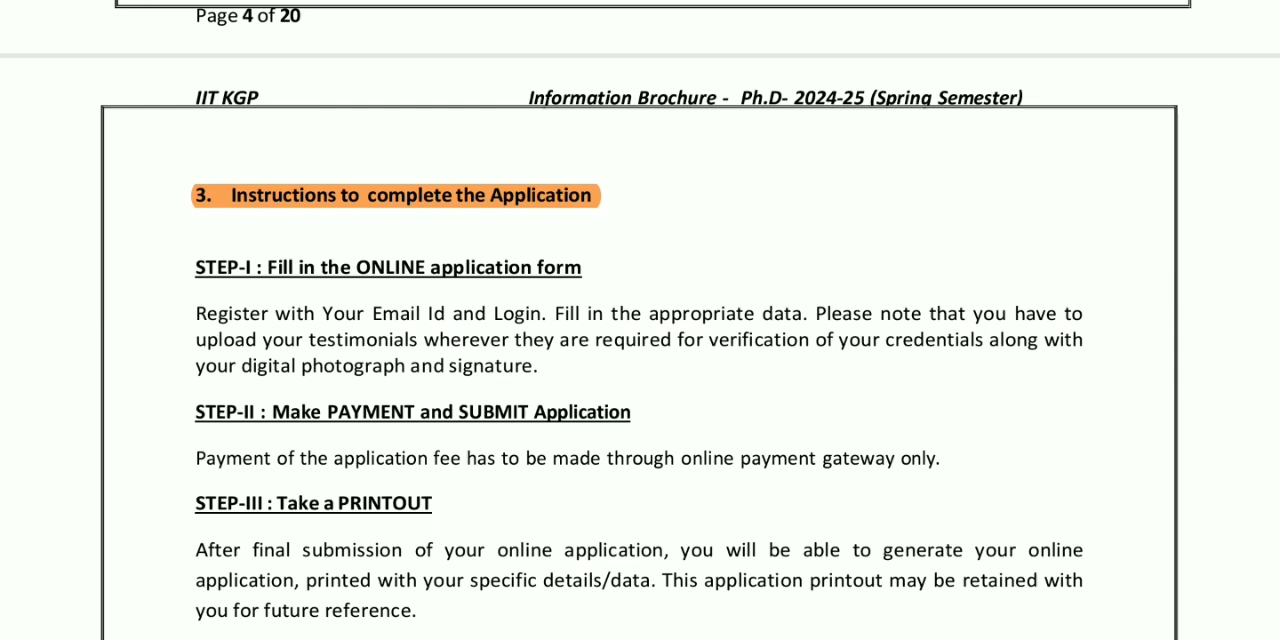 Page 4 of 20
IIT KGP Information Brochure - Ph.D- 2024-25 (Spring Semester)
3. Instructions to complete the Application
STEP-I : Fill in the ONLINE application form
Register with Your Email Id and Login. Fill in the appropriate data. Please note that you have to
upload your testimonials wherever they are required for verification of your credentials along with
your digital photograph and signature.
STEP-II : Make PAYMENT and SUBMIT Application
Payment of the application fee has to be made through online payment gateway only.
STEP-III : Take a PRINTOUT
After final submission of your online application, you will be able to generate your online
application, printed with your specific details/data. This application printout may be retained with
you for future reference.